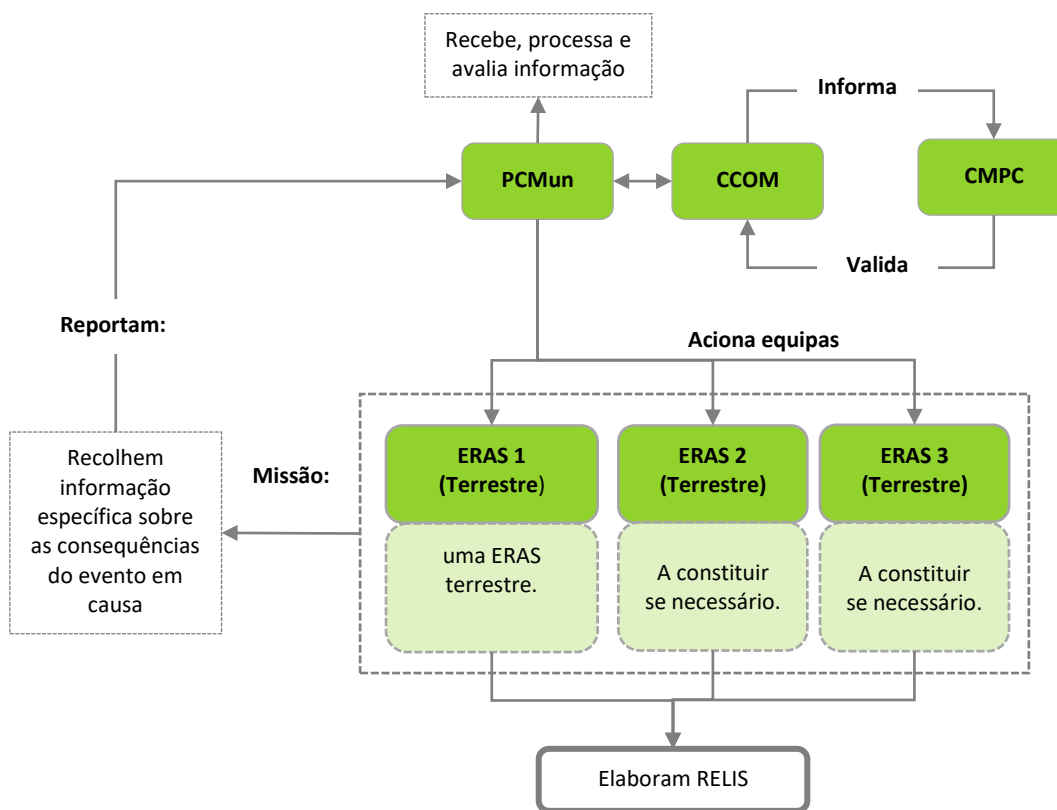 Recebe, processa e
avalia informação
Informa
PCMun
CCOM
CMPC
Valida
Reportam:
Aciona equipas
Recolhem
informação
específica sobre
as consequências
do evento em
causa
Missão:
ERAS 1
(Terrestre)
ERAS 2
(Terrestre)
ERAS 3
(Terrestre)
uma ERAS
terrestre.
A constituir
se necessário.
A constituir
se necessário.
Elaboram RELIS